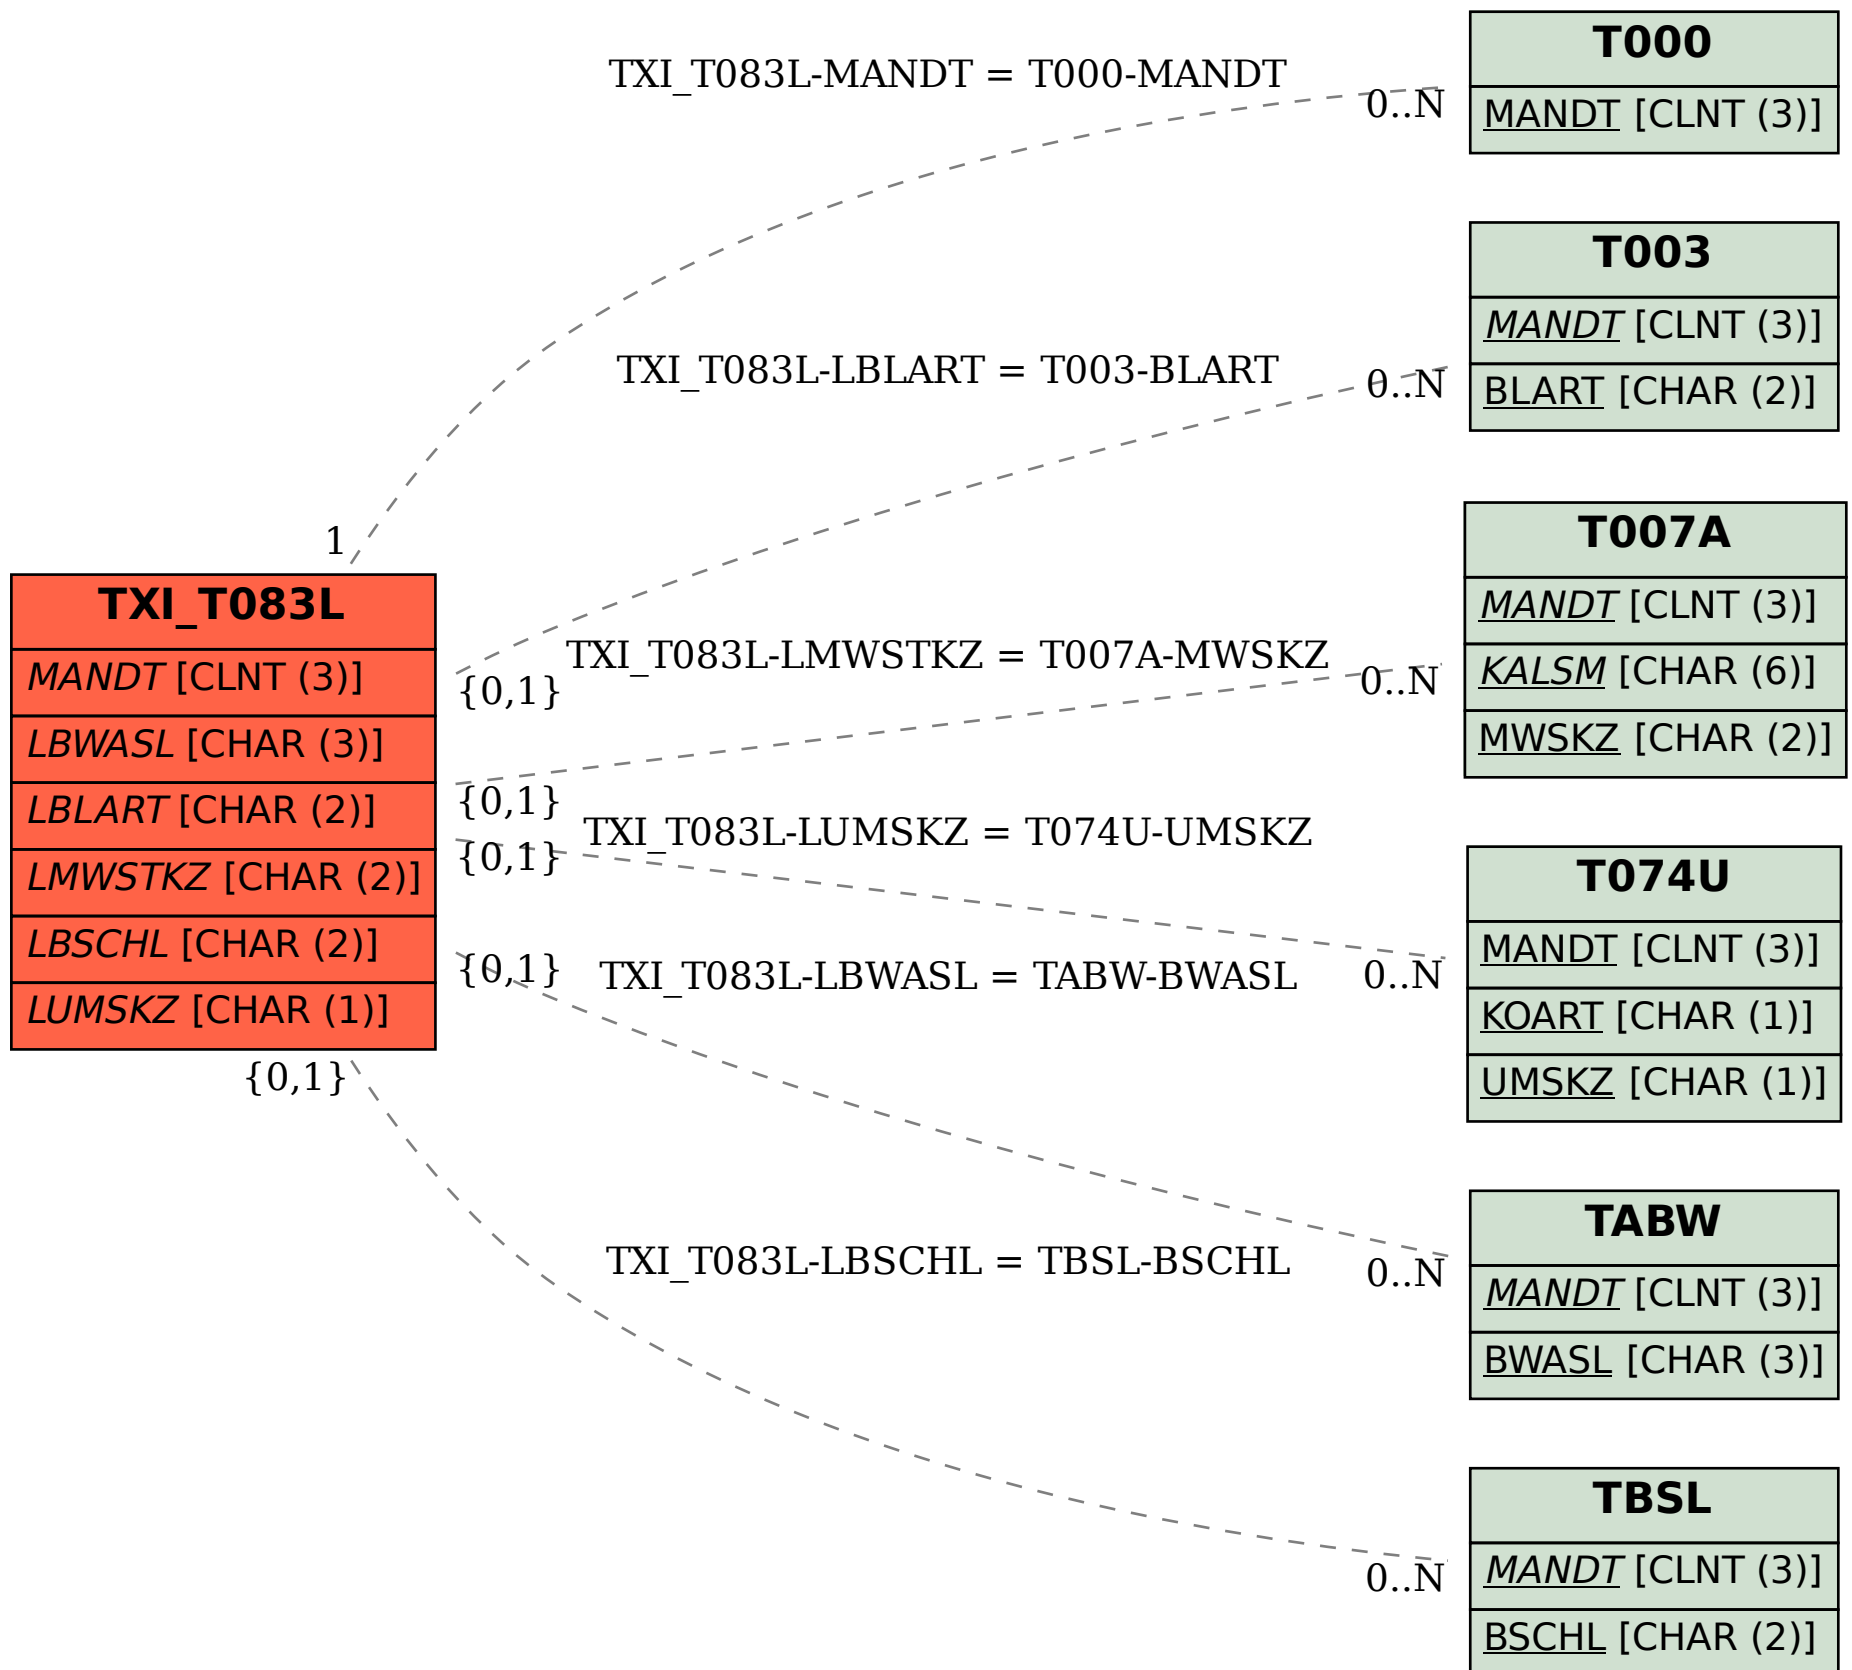 T000
MANDT [CLNT (3)]
TXI_T083L-MANDT = T000-MANDT
0..N
1
T003
MANDT [CLNT (3)]
BLART [CHAR (2)]
TXI_T083L-LBLART = T003-BLART
0..N
{0,1}
TXI_T083L
MANDT [CLNT (3)]
LBWASL [CHAR (3)]
LBLART [CHAR (2)]
LMWSTKZ [CHAR (2)]
LBSCHL [CHAR (2)]
LUMSKZ [CHAR (1)]
T007A
MANDT [CLNT (3)]
KALSM [CHAR (6)]
MWSKZ [CHAR (2)]
TXI_T083L-LMWSTKZ = T007A-MWSKZ
0..N
{0,1}
TXI_T083L-LUMSKZ = T074U-UMSKZ
{0,1}
0..N
T074U
MANDT [CLNT (3)]
KOART [CHAR (1)]
UMSKZ [CHAR (1)]
{0,1}
TXI_T083L-LBWASL = TABW-BWASL
0..N
TABW
MANDT [CLNT (3)]
BWASL [CHAR (3)]
{0,1}
TXI_T083L-LBSCHL = TBSL-BSCHL
0..N
TBSL
MANDT [CLNT (3)]
BSCHL [CHAR (2)]